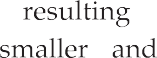 resulting
smaller and